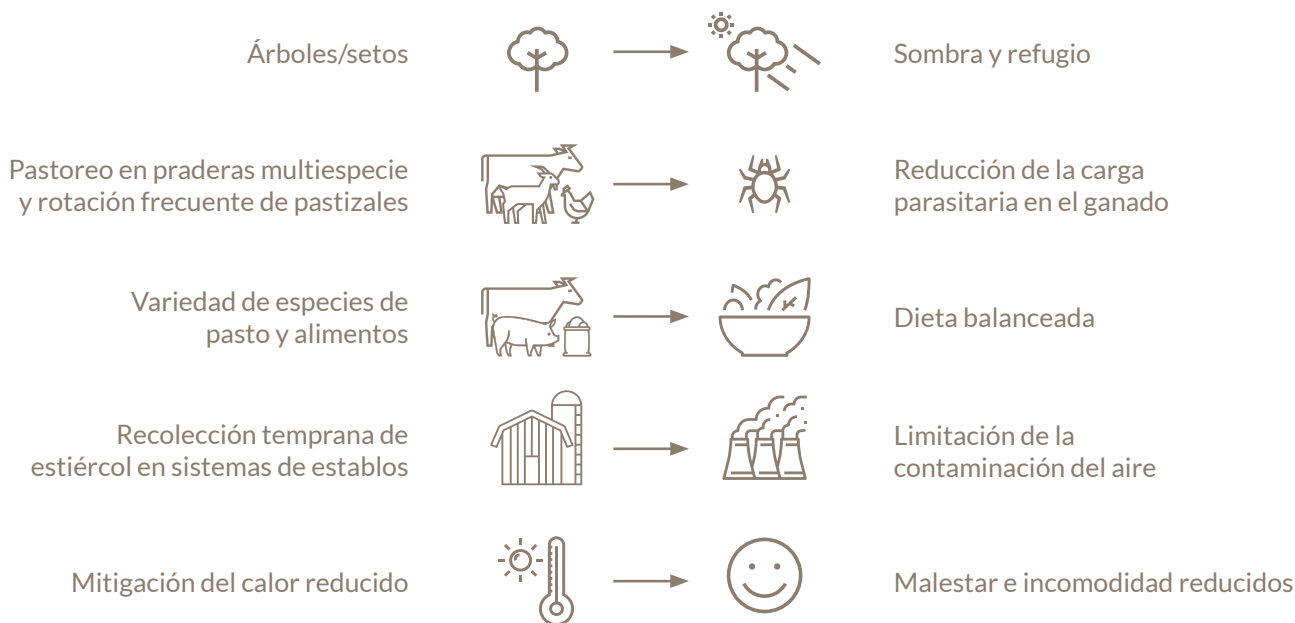 Árboles/setos
Sombra y refugio
Pastoreo en praderas multiespecie
y rotación frecuente de pastizales
Reducción de la carga
parasitaria en el ganado
Variedad de especies de
pasto y alimentos
Dieta balanceada
Recolección temprana de
estiércol en sistemas de establos
Limitación de la
contaminación del aire
Mitigación del calor reducido
Malestar e incomodidad reducidos